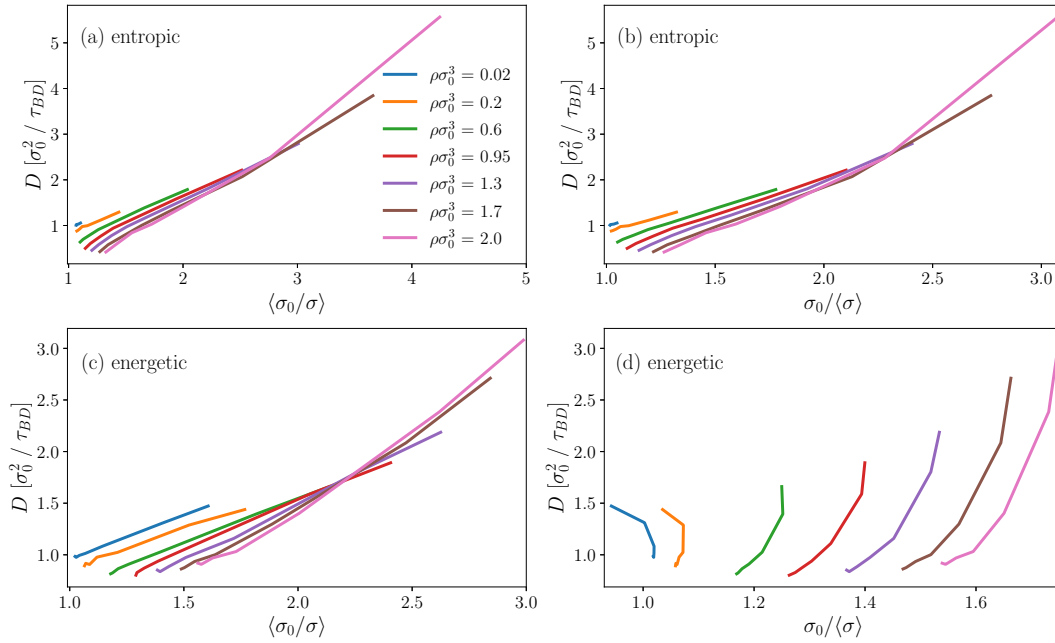 (a) entropic
D [σ₀² / τ_BD]
5
4
3
2
1
1 2 3 4 5
⟨σ₀/σ⟩
ρσ₀³ = 0.02
ρσ₀³ = 0.2
ρσ₀³ = 0.6
ρσ₀³ = 0.95
ρσ₀³ = 1.3
ρσ₀³ = 1.7
ρσ₀³ = 2.0
(b) entropic
D [σ₀² / τ_BD]
5
4
3
2
1
1.0 1.5 2.0 2.5 3.0
σ₀/⟨σ⟩
(c) energetic
D [σ₀² / τ_BD]
3.0
2.5
2.0
1.5
1.0
1.0 1.5 2.0 2.5 3.0
⟨σ₀/σ⟩
(d) energetic
D [σ₀² / τ_BD]
3.0
2.5
2.0
1.5
1.0
1.0 1.2 1.4 1.6
σ₀/⟨σ⟩